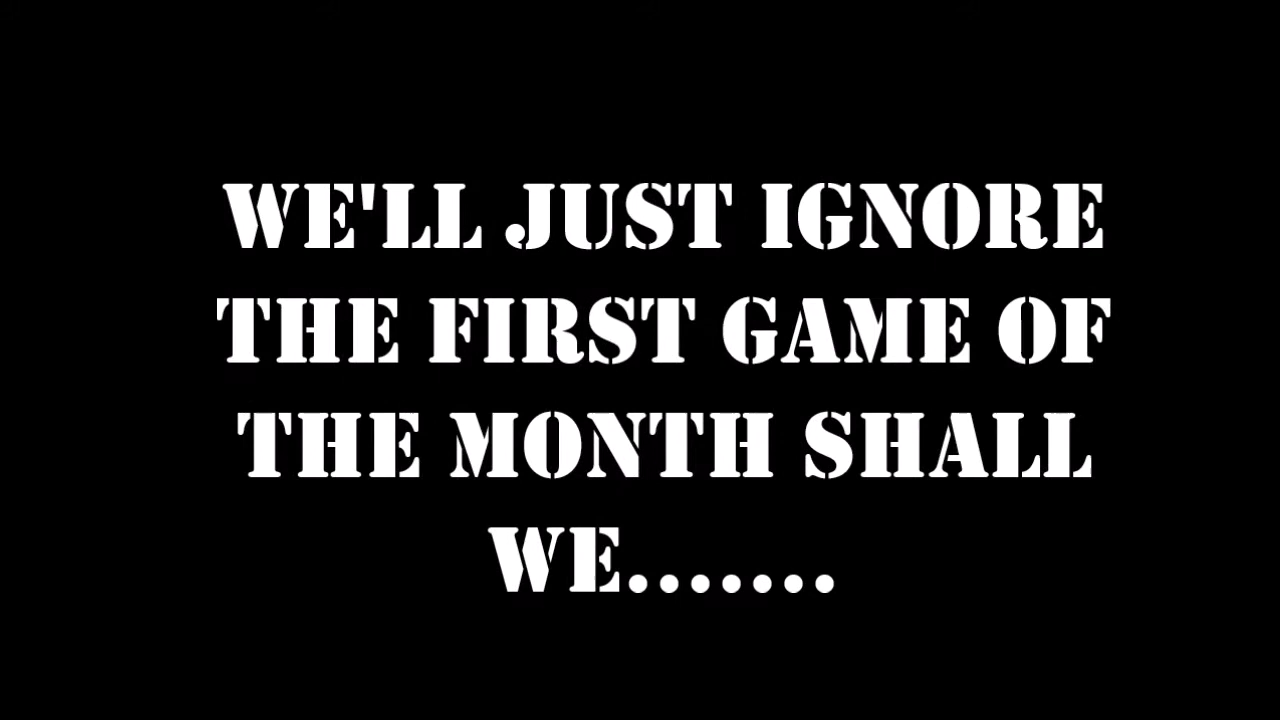 WE'LL JUST IGNORE
THE FIRST GAME OF
THE MONTH SHALL
WE.......